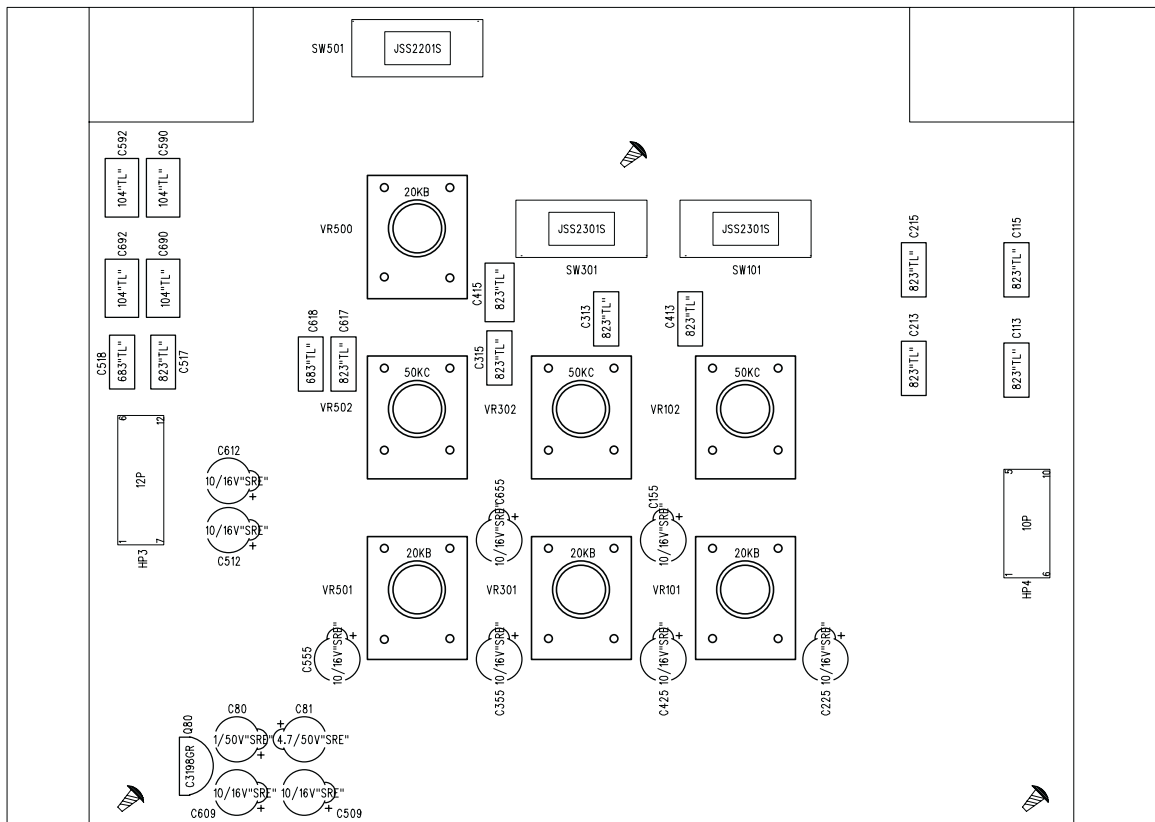 SW501
JSS2201S
C592
C590
104"TL"
104"TL"
VR500
20KB
JSS2301S
SW301
JSS2301S
SW101
C215
823"TL"
C115
823"TL"
C692
C690
104"TL"
104"TL"
C415
823"TL"
C313
823"TL"
C413
823"TL"
C518
683"TL"
823"TL"
C517
C618
C617
683"TL"
823"TL"
C315
823"TL"
C213
823"TL"
C113
823"TL"
VR502
50KC
VR302
50KC
VR102
50KC
6
12
12P
1
7
HP3
C612
10/16V"SRE"
+
10/16V"SRE"
+
C512
C655
10/16V"SRE"
+
C155
10/16V"SRE"
+
5
10
10P
1
6
HP4
VR501
20KB
VR301
20KB
VR101
20KB
C555
10/16V"SRE"
+
C355
10/16V"SRE"
+
C425
10/16V"SRE"
+
C225
10/16V"SRE"
+
Q80
C3198GR
C80
1/50V"SRE"
+
C81
+
4.7/50V"SRE"
10/16V"SRE"
+
C609
10/16V"SRE"
+
C509